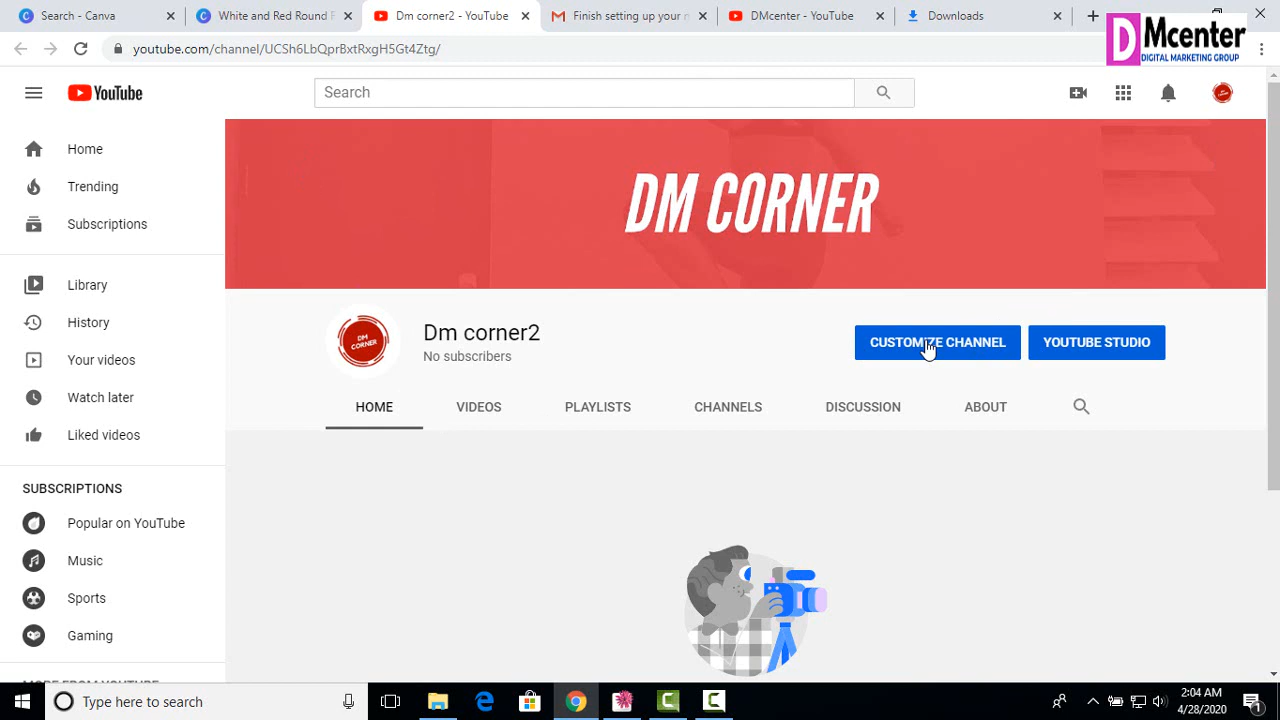 White Red Round F
Dm corner2
Finish setting up your n
DMcenter - YouTube
Downloads
youtube.com/channel/UCSh6LbQprBxtRxgH5Gt4Ztg/
DMcenter
DIGITAL MARKETING GROUP
YouTube
Search
Home
Trending
Subscriptions
Library
History
Your videos
Watch later
Liked videos
SUBSCRIPTIONS
Popular on YouTube
Music
Sports
Gaming
MORE FROM YOUTUBE
DM CORNER
DM
CORNER
Dm corner2
No subscribers
CUSTOMIZE CHANNEL
YOUTUBE STUDIO
HOME
VIDEOS
PLAYLISTS
CHANNELS
DISCUSSION
ABOUT
Type here to search
2:04 AM
4/28/2020
1